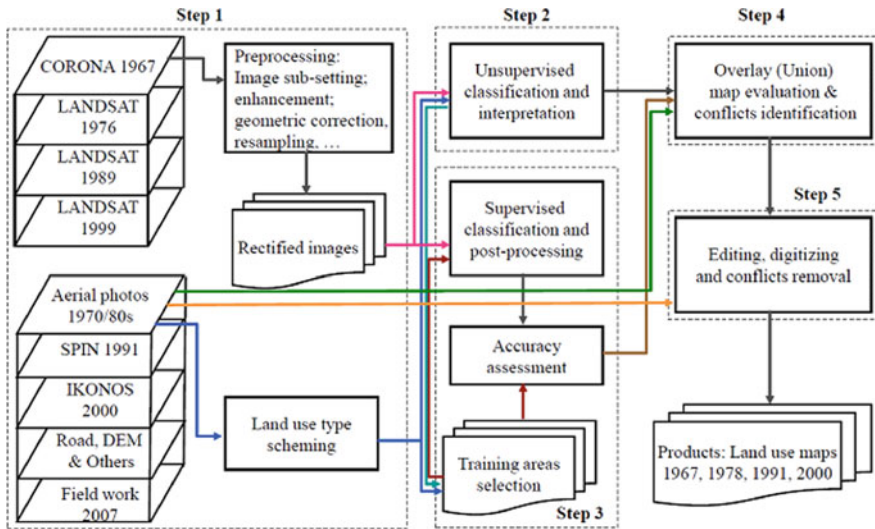 Step 1
CORONA 1967
LANDSAT
1976
LANDSAT
1989
LANDSAT
1999
Preprocessing:
Image sub-setting;
enhancement;
geometric correction,
resampling, …
Rectified images
Aerial photos
1970/80s
SPIN 1991
IKONOS
2000
Road, DEM
& Others
Field work
2007
Land use type
scheming
Step 2
Unsupervised
classification and
interpretation
Supervised
classification and
post-processing
Accuracy
assessment
Training areas
selection
Step 3
Step 4
Overlay (Union)
map evaluation &
conflicts identification
Step 5
Editing, digitizing
and conflicts removal
Products: Land use maps
1967, 1978, 1991, 2000